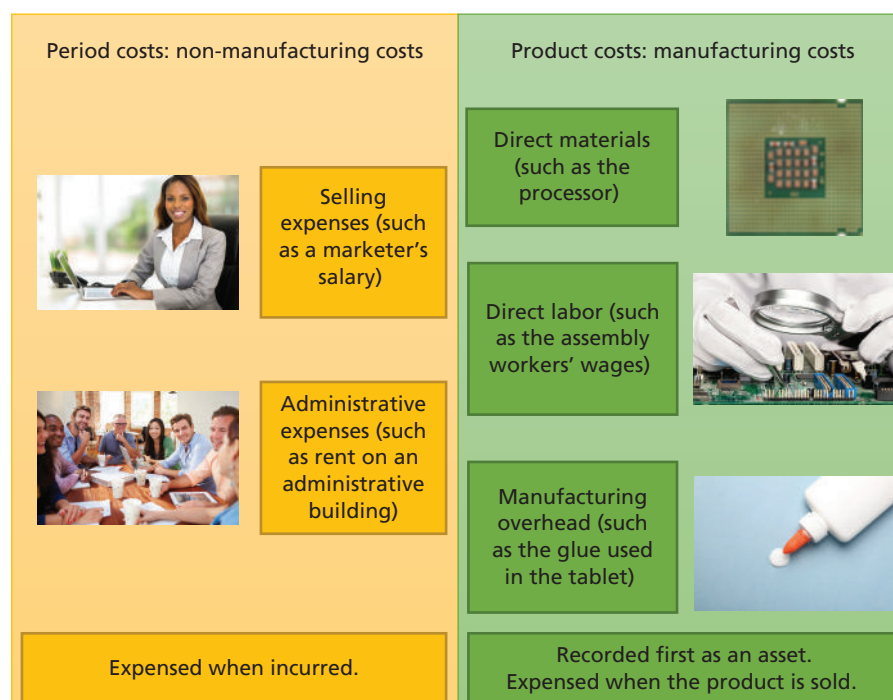 Period costs: non-manufacturing costs
Selling
expenses (such
as a marketer’s
salary)
Administrative
expenses (such
as rent on an
administrative
building)
Expensed when incurred.
Product costs: manufacturing costs
Direct materials
(such as the
processor)
Direct labor (such
as the assembly
workers’ wages)
Manufacturing
overhead (such
as the glue used
in the tablet)
Recorded first as an asset.
Expensed when the product is sold.